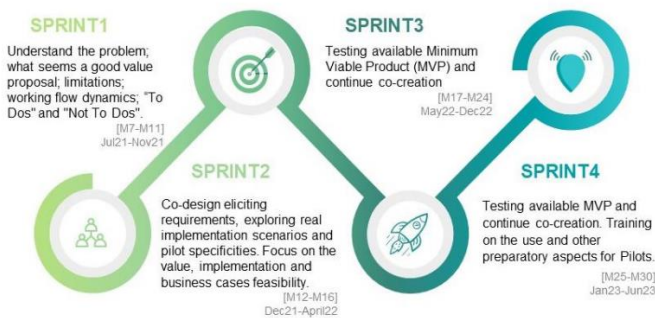 SPRINT1
Understand the problem;
what seems a good value
proposal; limitations;
working flow dynamics; "To
Dos" and "Not To Dos".
[M7-M11]
Jul21-Nov21
SPRINT2
Co-design eliciting
requirements, exploring real
implementation scenarios and
pilot specificities. Focus on the
value, implementation and
business cases feasibility.
[M12-M16]
Dec21-April22
SPRINT3
Testing available Minimum
Viable Product (MVP) and
continue co-creation
[M17-M24]
May22-Dec22
SPRINT4
Testing available MVP and
continue co-creation. Training
on the use and other
preparatory aspects for Pilots.
[M25-M30]
Jan23-Jun23